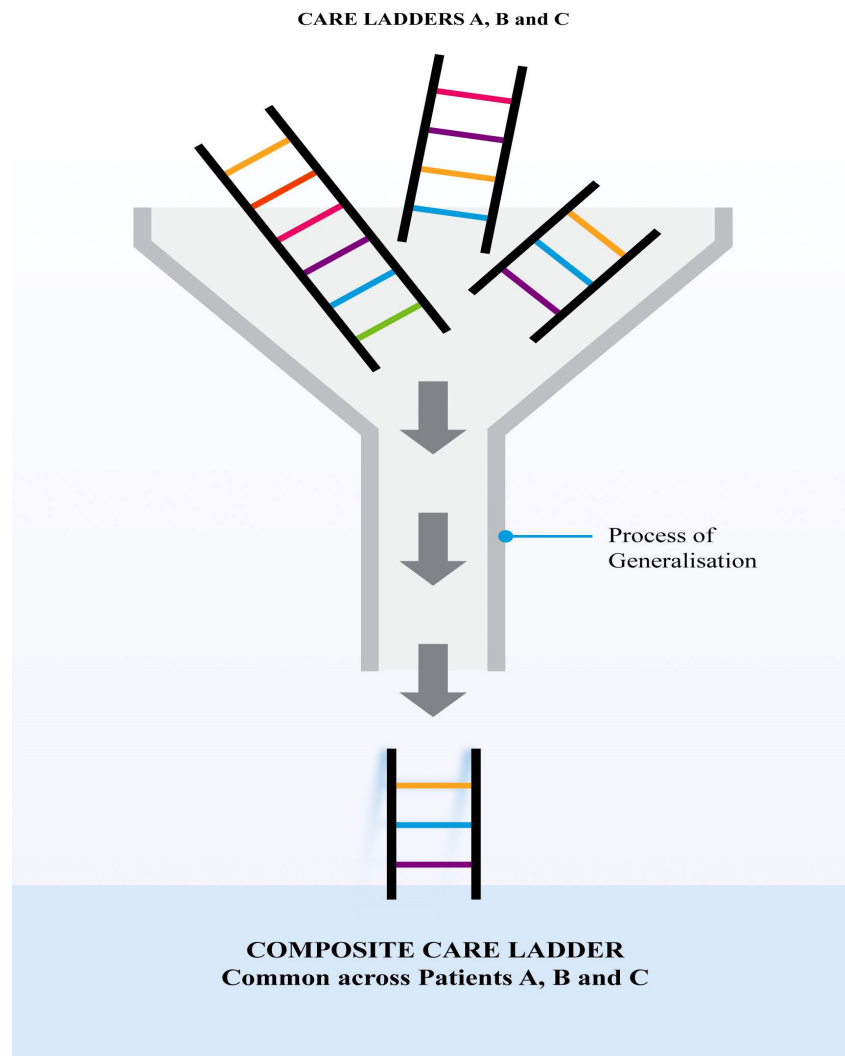 CARE LADDERS A, B and C
Process of
Generalisation
COMPOSITE CARE LADDER
Common across Patients A, B and C